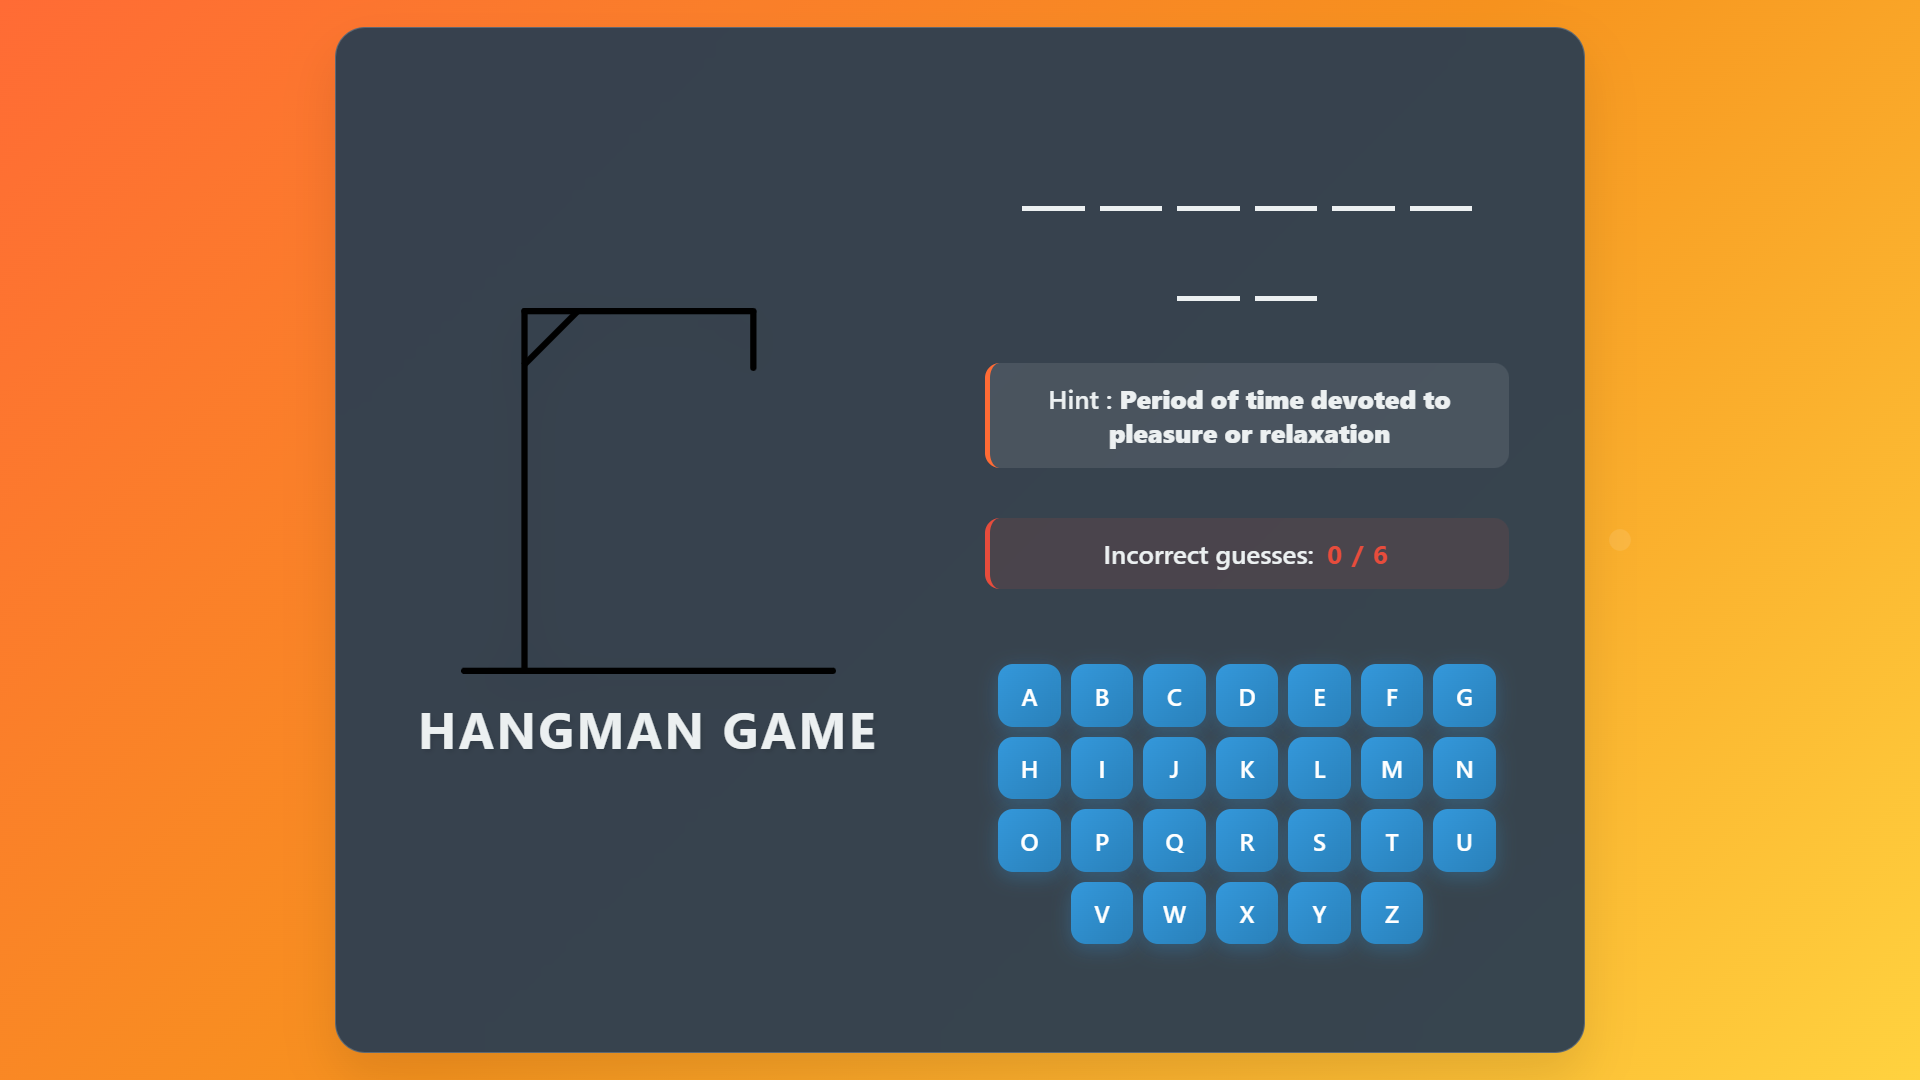 Hint : Period of time devoted to
pleasure or relaxation
Incorrect guesses: 0 / 6
A B C D E F G
H I J K L M N
O P Q R S T U
V W X Y Z
HANGMAN GAME